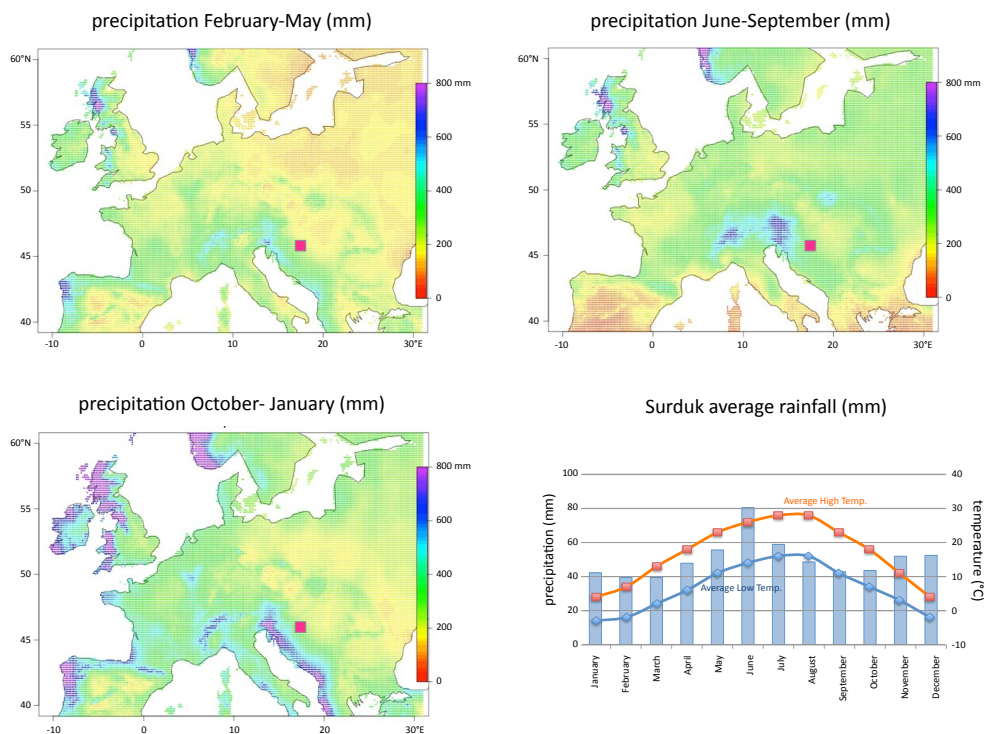 precipitation February-May (mm)
60°N
55
50
45
40
-10
0
10
20
30°E
800 mm
600
400
200
0
precipitation June-September (mm)
60°N
55
50
45
40
-10
0
10
20
30°E
800 mm
600
400
200
0
precipitation October- January (mm)
60°N
55
50
45
40
-10
0
10
20
30°E
800 mm
600
400
200
0
Surduk average rainfall (mm)
precipitation (mm)
100
80
60
40
20
0
Average High Temp.
Average Low Temp.
40
30
20
10
0
-10
temperature (°C)
January
February
March
April
May
June
July
August
September
October
November
December